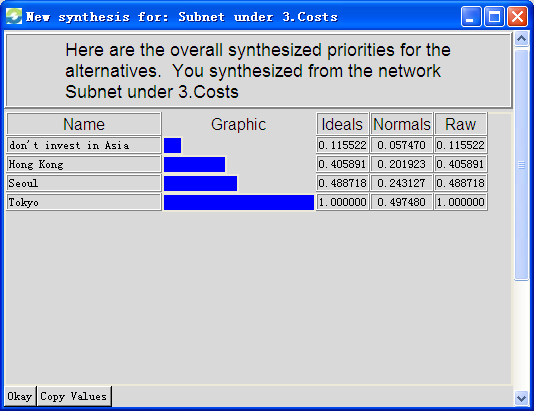 New synthesis for: Subnet under 3.Costs
Here are the overall synthesized priorities for the
alternatives. You synthesized from the network
Subnet under 3.Costs
Name Graphic Ideals Normals Raw
don't invest in Asia 0.115522 0.057470 0.115522
Hong Kong 0.405891 0.201923 0.405891
Seoul 0.488718 0.243127 0.488718
Tokyo 1.000000 0.497480 1.000000
Okay Copy Values